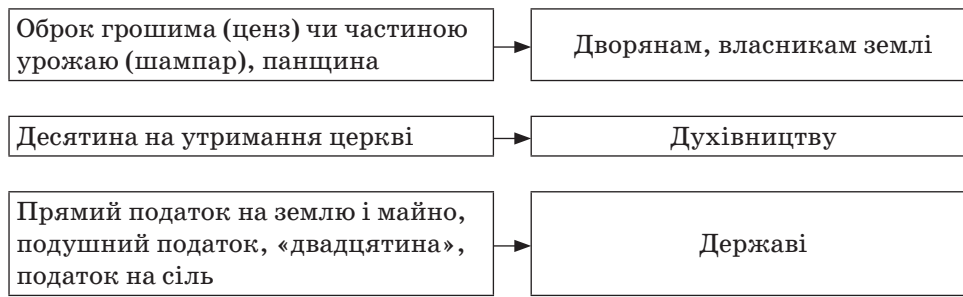 Оброк грошима (ценз) чи частиною
урожаю (шампар), панщина
Дворянам, власникам землі
Десятина на утримання церкві
Духівництву
Прямий податок на землю і майно,
подушний податок, «двадцятина»,
податок на сіль
Державі